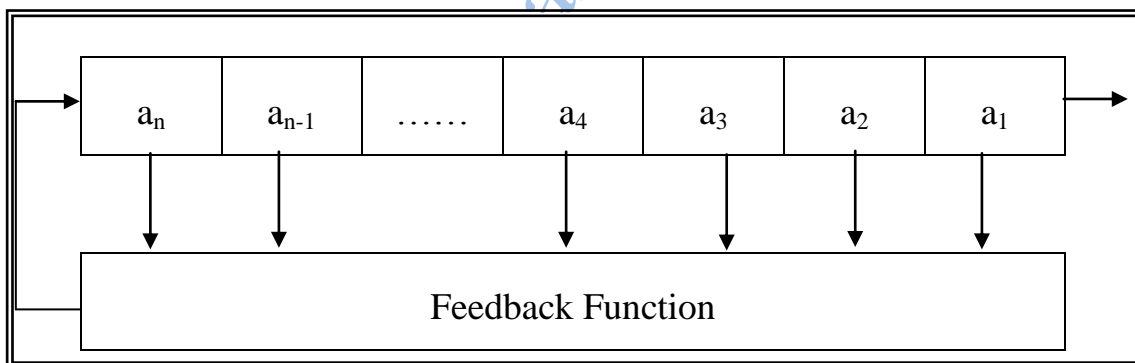 aₙ aₙ₋₁ …… a₄ a₃ a₂ a₁
Feedback Function